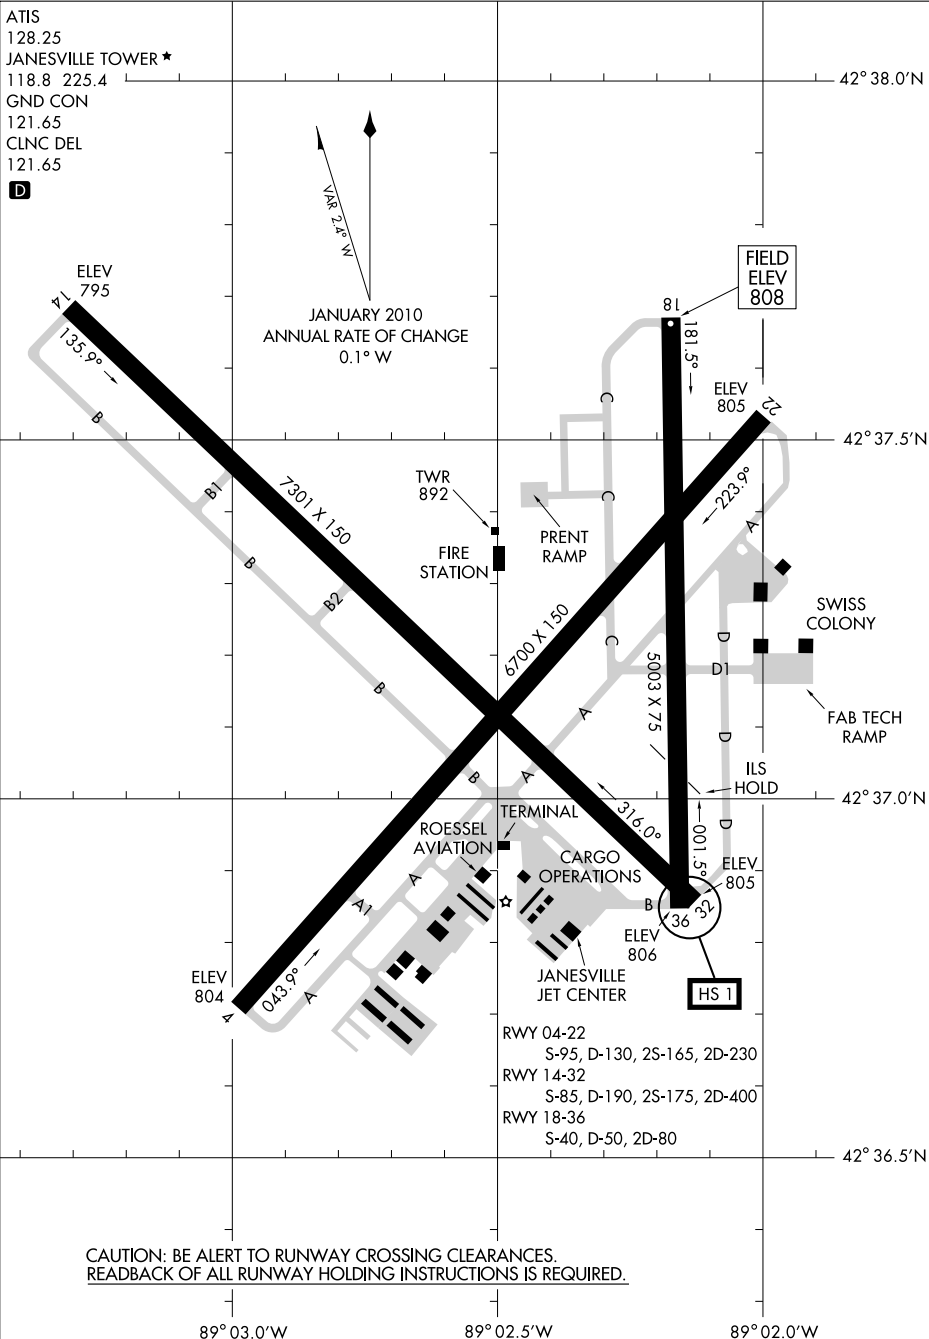 ATIS
128.25
JANESVILLE TOWER ★
118.8 225.4
GND CON
121.65
CLNC DEL
121.65
D
42° 38.0'N
VAR 2.4° W
JANUARY 2010
ANNUAL RATE OF CHANGE
0.1° W
FIELD
ELEV
808
ELEV
795
14
135.9°
18
181.5°
ELEV
805
22
42° 37.5'N
223.9°
B
B1
7301 X 150
B
B2
B
B
TWR
892
FIRE
STATION
PRENT
RAMP
C
C
C
A
SWISS
COLONY
D
D1
D
D
FAB TECH
RAMP
6700 X 150
5003 X 75
A
A
ILS
HOLD
42° 37.0'N
316.0°
001.5°
TERMINAL
ROESSEL
AVIATION
CARGO
OPERATIONS
ELEV
805
B
36
32
ELEV
806
HS 1
A
A1
A
ELEV
804
043.9°
4
JANESVILLE
JET CENTER
RWY 04-22
S-95, D-130, 2S-165, 2D-230
RWY 14-32
S-85, D-190, 2S-175, 2D-400
RWY 18-36
S-40, D-50, 2D-80
42° 36.5'N
CAUTION: BE ALERT TO RUNWAY CROSSING CLEARANCES.
READBACK OF ALL RUNWAY HOLDING INSTRUCTIONS IS REQUIRED.
89° 03.0'W
89° 02.5'W
89° 02.0'W